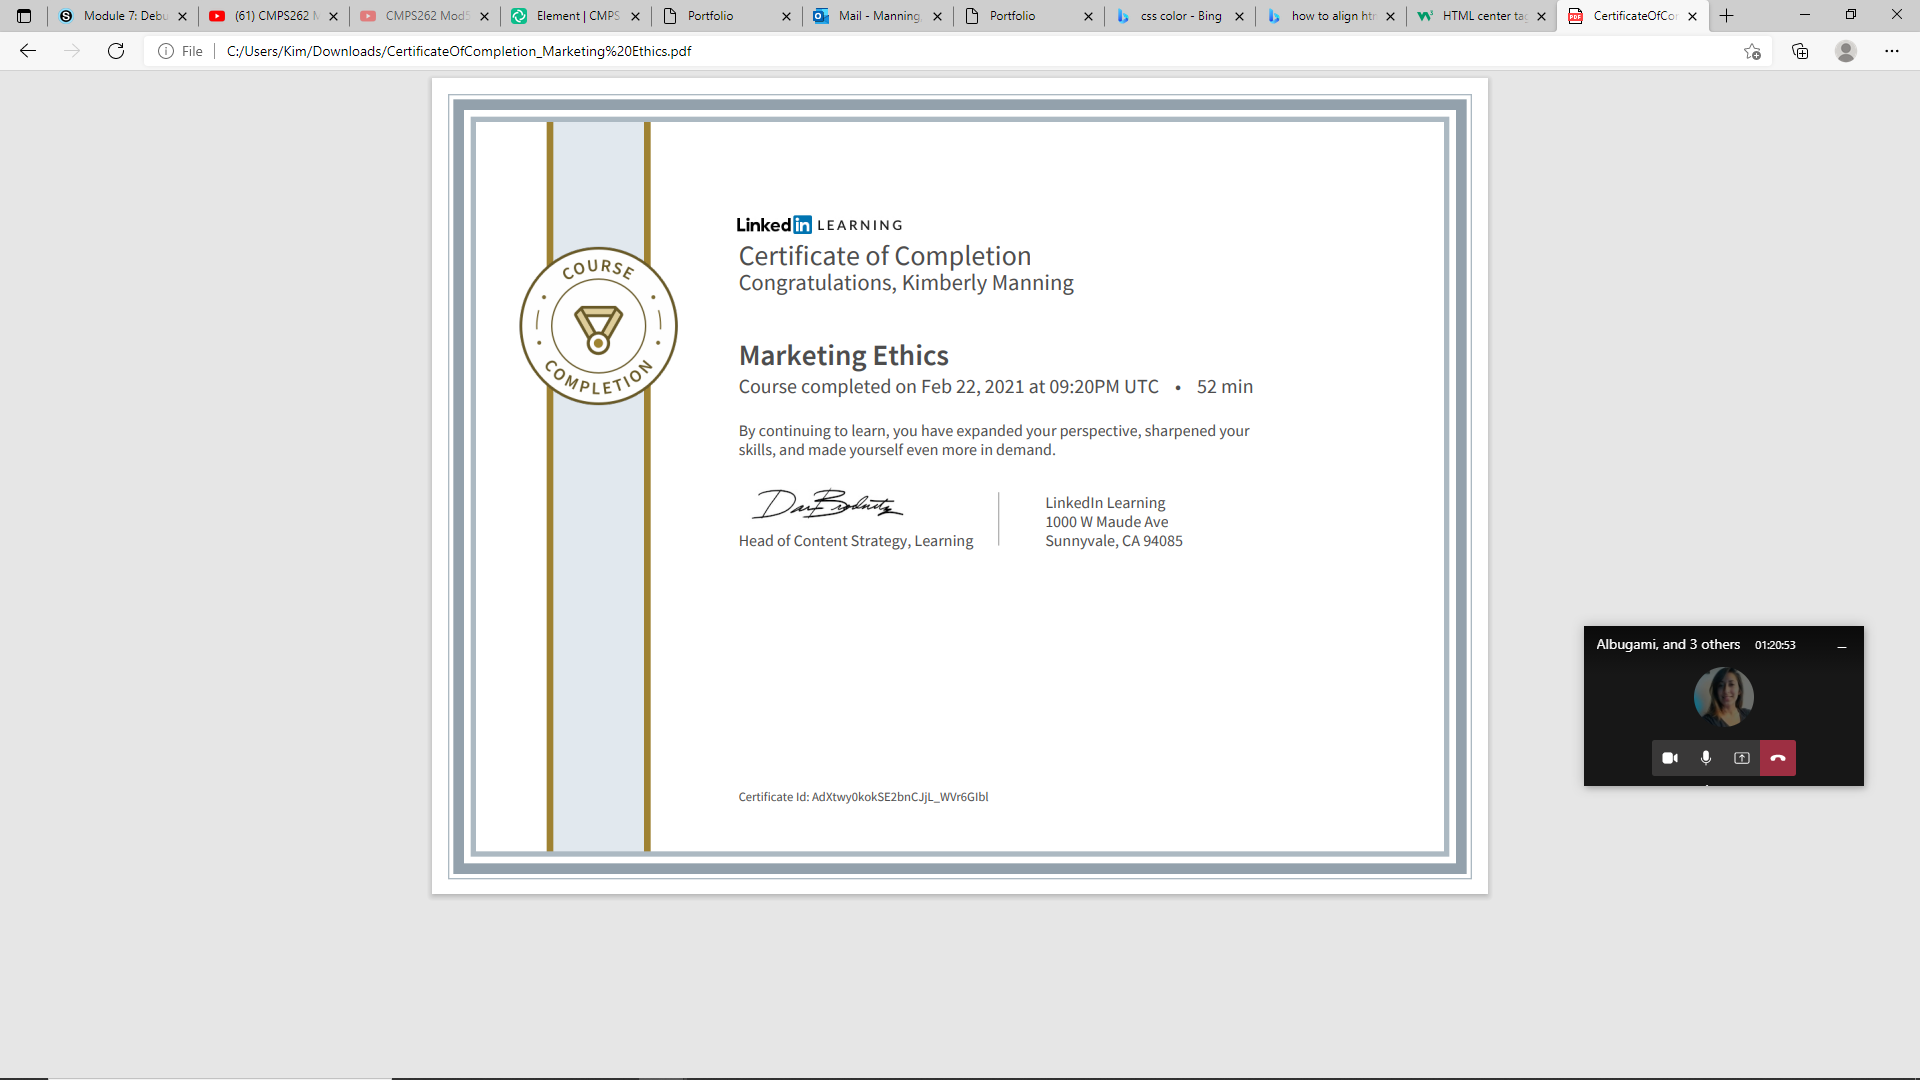 Module 7: Debu
(61) CMPS262 M
CMPS262 Mod5
Element | CMPS
Portfolio
Mail - Manning,
Portfolio
css color - Bing
how to align htm
HTML center tag
CertificateOfCor
File
C:/Users/Kim/Downloads/CertificateOfCompletion_Marketing%20Ethics.pdf
Linked in LEARNING
Certificate of Completion
Congratulations, Kimberly Manning
COURSE
COMPLETION
Marketing Ethics
Course completed on Feb 22, 2021 at 09:20PM UTC • 52 min
By continuing to learn, you have expanded your perspective, sharpened your
skills, and made yourself even more in demand.
Head of Content Strategy, Learning
LinkedIn Learning
1000 W Maude Ave
Sunnyvale, CA 94085
Albugami, and 3 others 01:20:53
Certificate Id: AdXtwy0kokSE2bnCJjL_WVr6GIbl